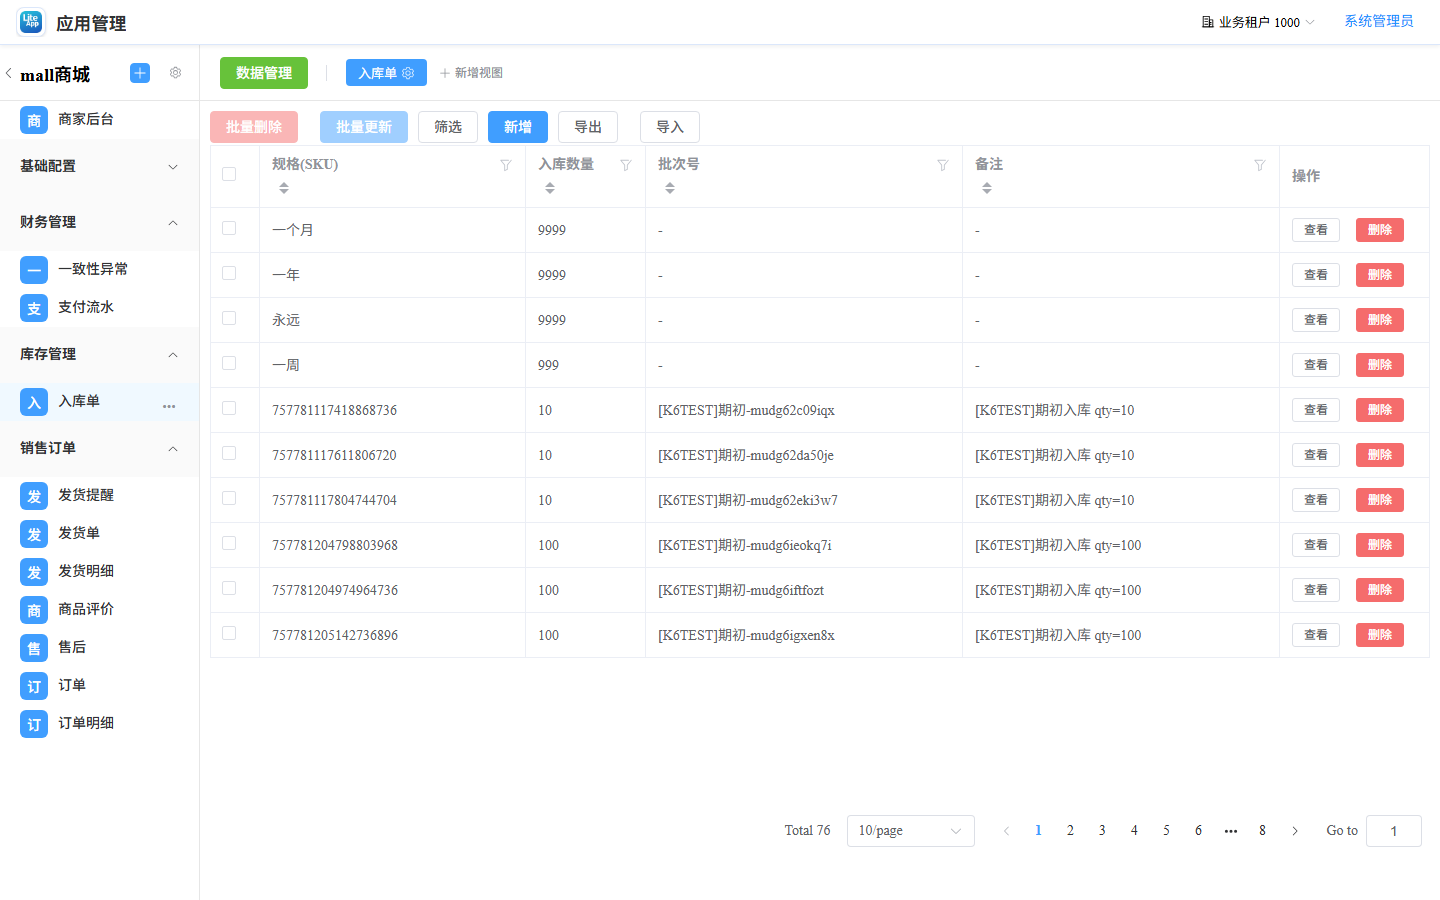 Lite App 应用管理
业务租户 1000
系统管理员
mall商城
数据管理
入库单
新增视图
商 商家后台
基础配置
财务管理
一 一致性异常
支 支付流水
库存管理
入 入库单
销售订单
发 发货提醒
发 发货单
发 发货明细
商 商品评价
售 售后
订 订单
订 订单明细
批量删除 批量更新 筛选 新增 导出 导入
规格(SKU) 入库数量 批次号 备注 操作
一个月 9999 - - 查看 删除
一年 9999 - - 查看 删除
永远 9999 - - 查看 删除
一周 999 - - 查看 删除
757781117418868736 10 [K6TEST]期初-mudg62c09iqx [K6TEST]期初入库 qty=10 查看 删除
757781117611806720 10 [K6TEST]期初-mudg62da50je [K6TEST]期初入库 qty=10 查看 删除
757781117804744704 10 [K6TEST]期初-mudg62eki3w7 [K6TEST]期初入库 qty=10 查看 删除
757781204798803968 100 [K6TEST]期初-mudg6ieokq7i [K6TEST]期初入库 qty=100 查看 删除
757781204974964736 100 [K6TEST]期初-mudg6iftfozt [K6TEST]期初入库 qty=100 查看 删除
757781205142736896 100 [K6TEST]期初-mudg6igxen8x [K6TEST]期初入库 qty=100 查看 删除
Total 76 10/page 1 2 3 4 5 6 ••• 8 Go to 1